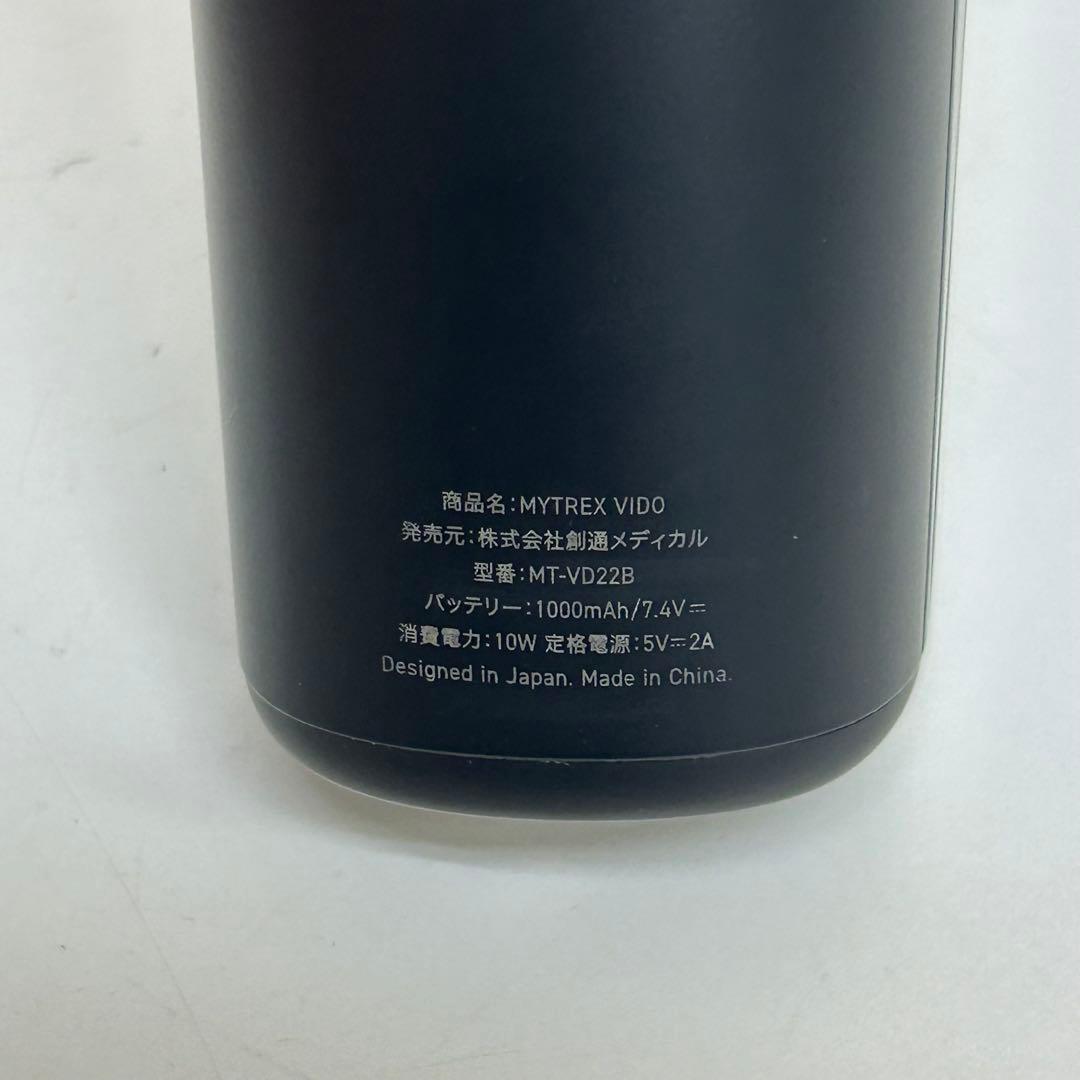 商品名：MYTREX VIDO
発売元：株式会社創通メディカル
型番：MT-VD22B
バッテリー：1000mAh/7.4V⎓
消費電力：10W 定格電源：5V⎓2A
Designed in Japan. Made in China.